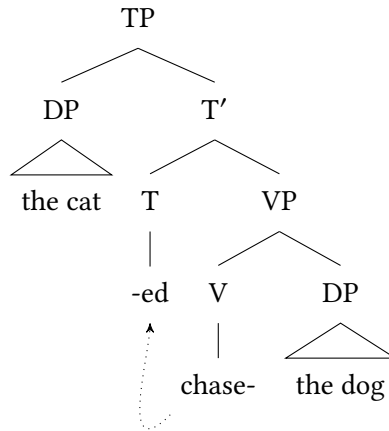 TP
DP T′
the cat T VP
-ed V DP
chase- the dog